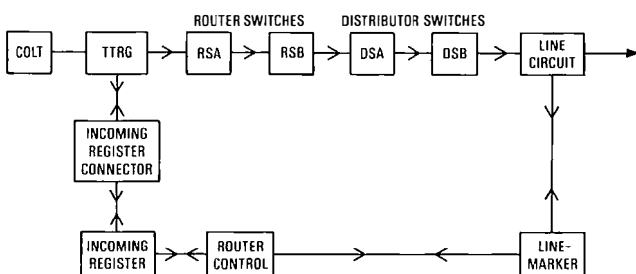 ROUTER SWITCHES
DISTRIBUTOR SWITCHES
COLT
TTRG
RSA
RSB
DSA
DSB
LINE
CIRCUIT
INCOMING
REGISTER
CONNECTOR
INCOMING
REGISTER
ROUTER
CONTROL
LINE-
MARKER